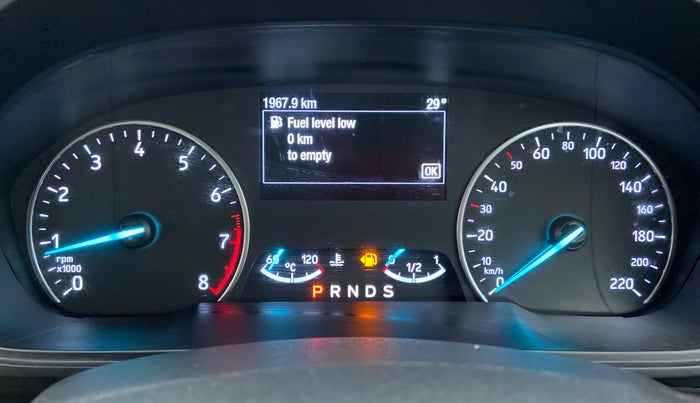 1967.9 km 29°
Fuel level low
0 km
to empty
OK
0 1 2 3 4 5 6 7 8
rpm
x1000
60 °C 120
0 1/2 1
P R N D S
0 10 20 30 40 50 60 80 100 120 140 160 180 200 220
km/h